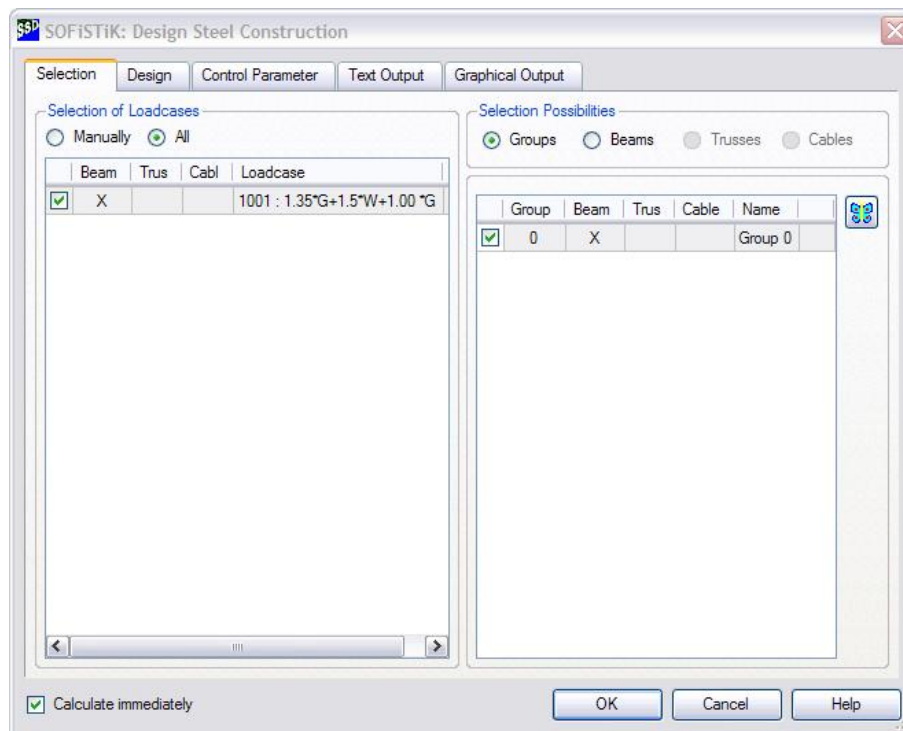 SSD SOFiSTiK: Design Steel Construction
Selection Design Control Parameter Text Output Graphical Output
Selection of Loadcases
Manually All
Beam Trus Cabl Loadcase
X 1001 : 1.35*G+1.5*W+1.00 *G
Selection Possibilities
Groups Beams Trusses Cables
Group Beam Trus Cable Name
0 X Group 0
Calculate immediately OK Cancel Help